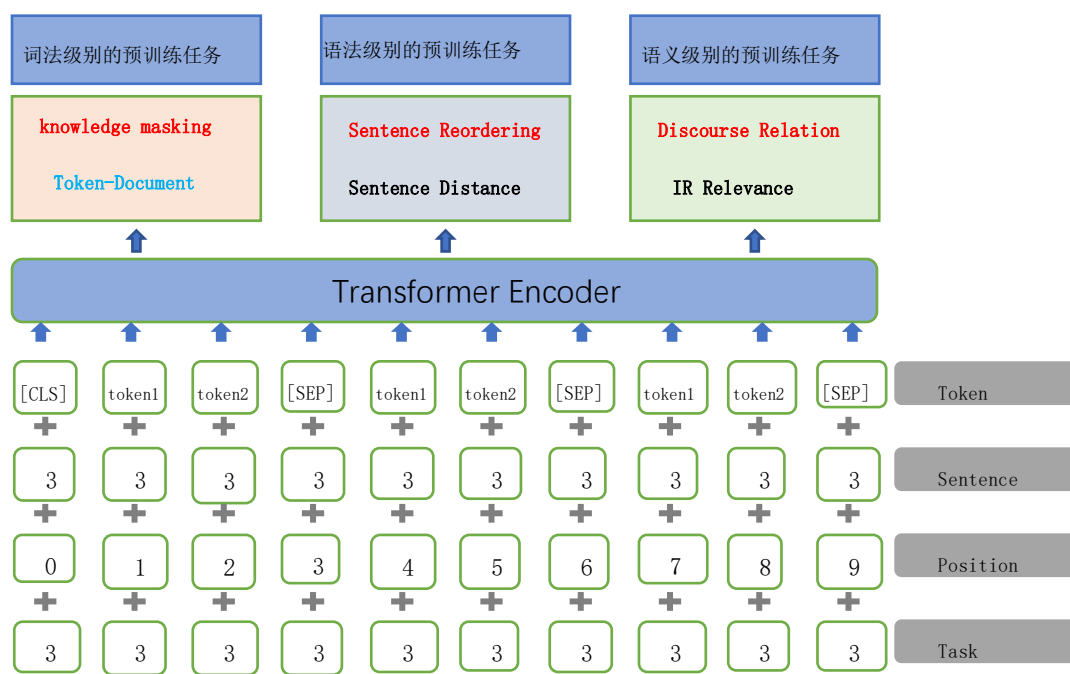 词法级别的预训练任务 语法级别的预训练任务 语义级别的预训练任务
knowledge masking Sentence Reordering Discourse Relation
Token-Document Sentence Distance IR Relevance
Transformer Encoder
[CLS] token1 token2 [SEP] token1 token2 [SEP] token1 token2 [SEP] Token
3 3 3 3 3 3 3 3 3 3 Sentence
0 1 2 3 4 5 6 7 8 9 Position
3 3 3 3 3 3 3 3 3 3 Task